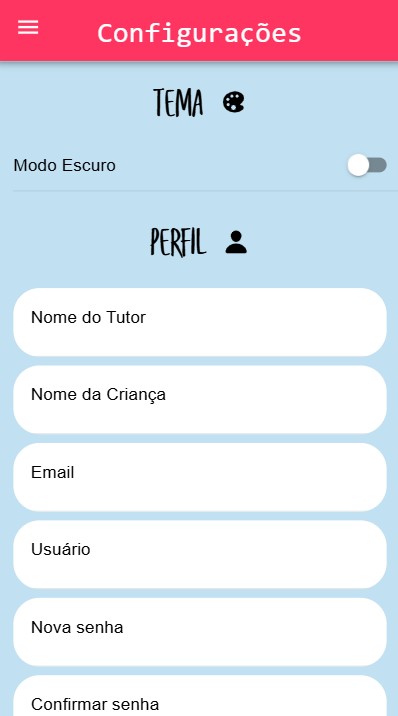 Configurações
TEMA
Modo Escuro
PERFIL
Nome do Tutor
Nome da Criança
Email
Usuário
Nova senha
Confirmar senha